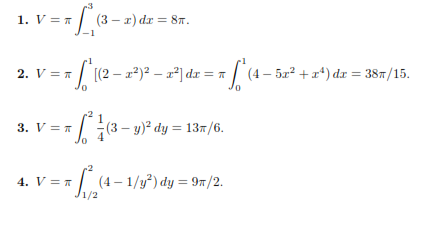 1. V = π ∫_{-1}^{3} (3 − x) dx = 8π.
2. V = π ∫_{0}^{1} [(2 − x²)² − x²] dx = π ∫_{0}^{1} (4 − 5x² + x⁴) dx = 38π/15.
3. V = π ∫_{0}^{2} 1/4 (3 − y)² dy = 13π/6.
4. V = π ∫_{1/2}^{2} (4 − 1/y²) dy = 9π/2.